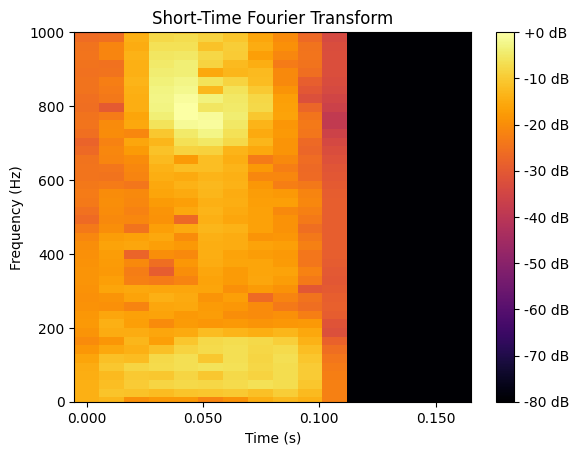 Short-Time Fourier Transform
1000
800
600
400
200
0
Frequency (Hz)
0.000
0.050
0.100
0.150
Time (s)
+0 dB
-10 dB
-20 dB
-30 dB
-40 dB
-50 dB
-60 dB
-70 dB
-80 dB